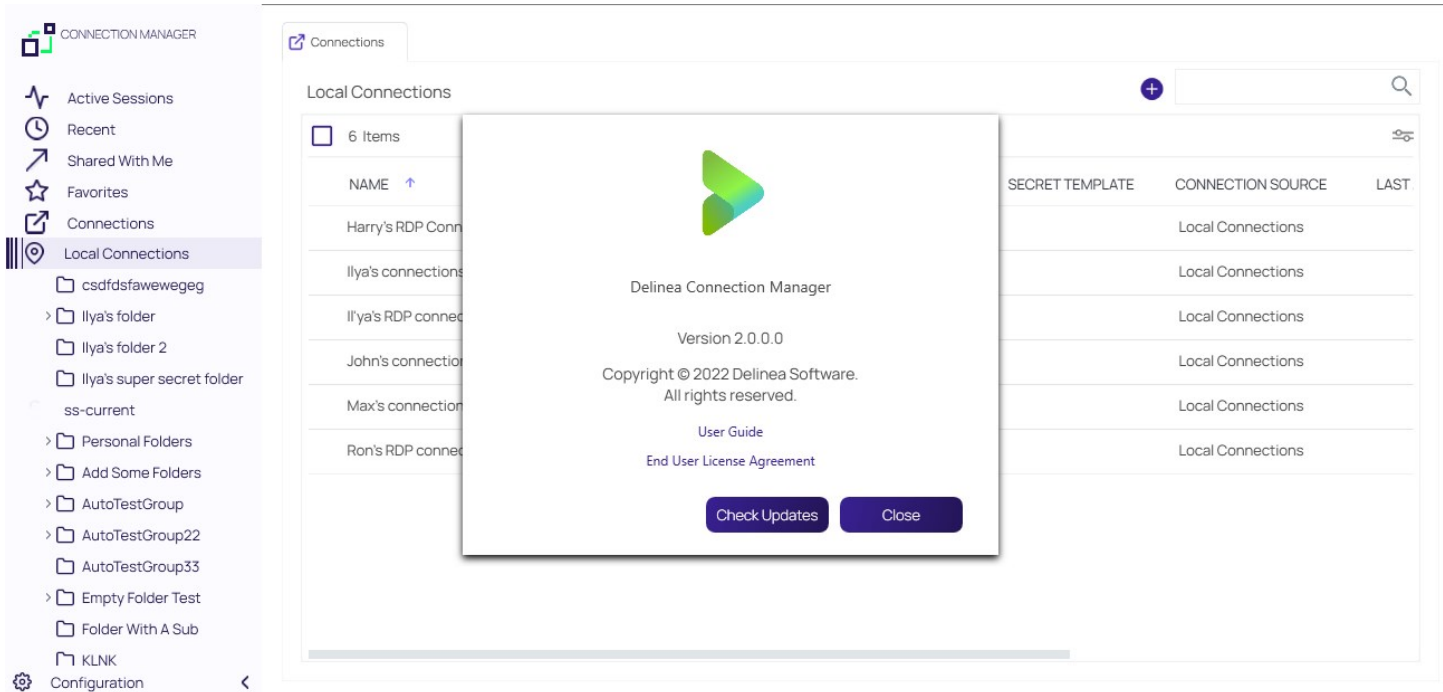 CONNECTION MANAGER
Active Sessions
Recent
Shared With Me
Favorites
Connections
Local Connections
csdfdsfawewegeg
Ilya's folder
Ilya's folder 2
Ilya's super secret folder
ss-current
Personal Folders
Add Some Folders
AutoTestGroup
AutoTestGroup22
AutoTestGroup33
Empty Folder Test
Folder With A Sub
KLNK
Configuration
Connections
Local Connections
6 Items
NAME SECRET TEMPLATE CONNECTION SOURCE LAST
Harry's RDP Conn Local Connections
Ilya's connections Local Connections
Il'ya's RDP connec Local Connections
John's connection Local Connections
Max's connection Local Connections
Ron's RDP connec Local Connections
Delinea Connection Manager
Version 2.0.0.0
Copyright © 2022 Delinea Software.
All rights reserved.
User Guide
End User License Agreement
Check Updates Close